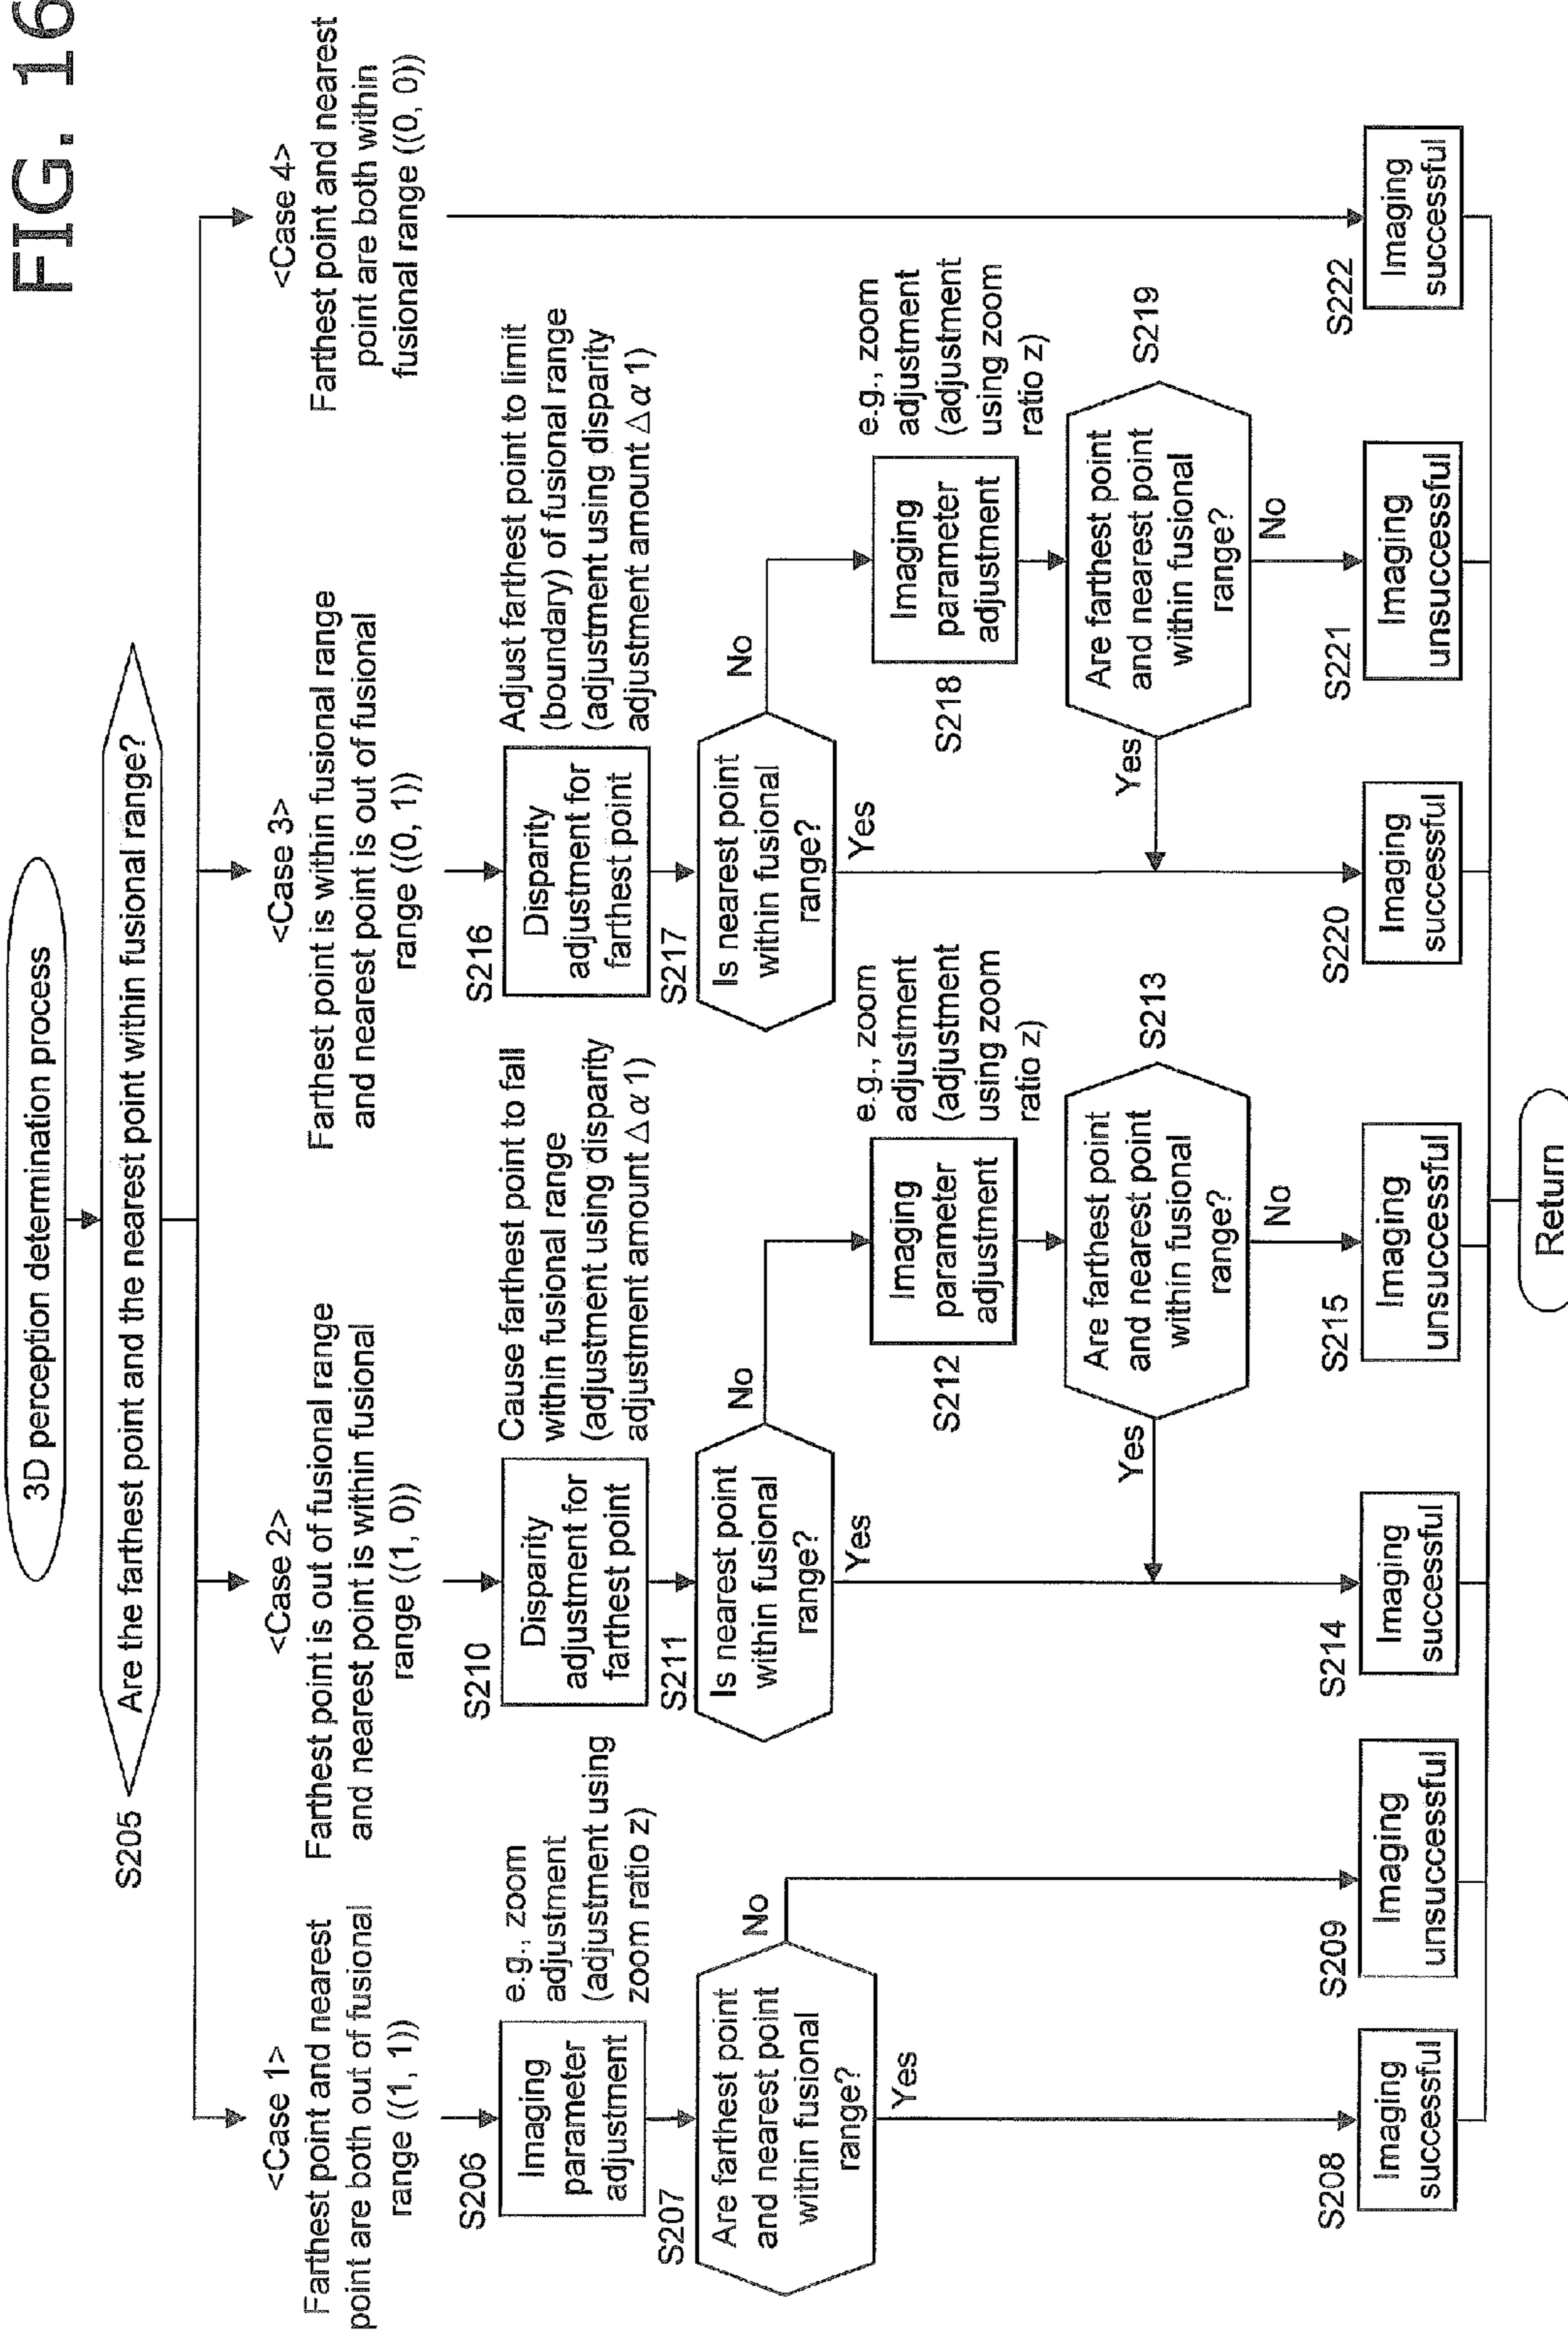 FIG. 16
3D perception determination process
S205
Are the farthest point and the nearest point within fusional range?
<Case 1>
Farthest point and nearest
point are both out of fusional
range ((1, 1))
S206
Imaging
parameter
adjustment
e.g., zoom
adjustment
(adjustment using
zoom ratio z)
S207
Are farthest point
and nearest point
within fusional
range?
No
Yes
S208
Imaging
successful
S209
Imaging
unsuccessful
<Case 2>
Farthest point is out of fusional range
and nearest point is within fusional
range ((1, 0))
S210
Disparity
adjustment for
farthest point
Cause farthest point to fall
within fusional range
(adjustment using disparity
adjustment amount △α1)
S211
Is nearest point
within fusional
range?
No
Yes
S212
Imaging
parameter
adjustment
e.g., zoom
adjustment
(adjustment
using zoom
ratio z)
S213
Are farthest point
and nearest point
within fusional
range?
Yes
No
S214
Imaging
successful
S215
Imaging
unsuccessful
<Case 3>
Farthest point is within fusional range
and nearest point is out of fusional
range ((0, 1))
S216
Disparity
adjustment for
farthest point
Adjust farthest point to limit
(boundary) of fusional range
(adjustment using disparity
adjustment amount △α1)
S217
Is nearest point
within fusional
range?
No
Yes
S218
Imaging
parameter
adjustment
e.g., zoom
adjustment
(adjustment
using zoom
ratio z)
S219
Are farthest point
and nearest point
within fusional
range?
Yes
No
S220
Imaging
successful
S221
Imaging
unsuccessful
<Case 4>
Farthest point and nearest
point are both within
fusional range ((0, 0))
S222
Imaging
successful
Return